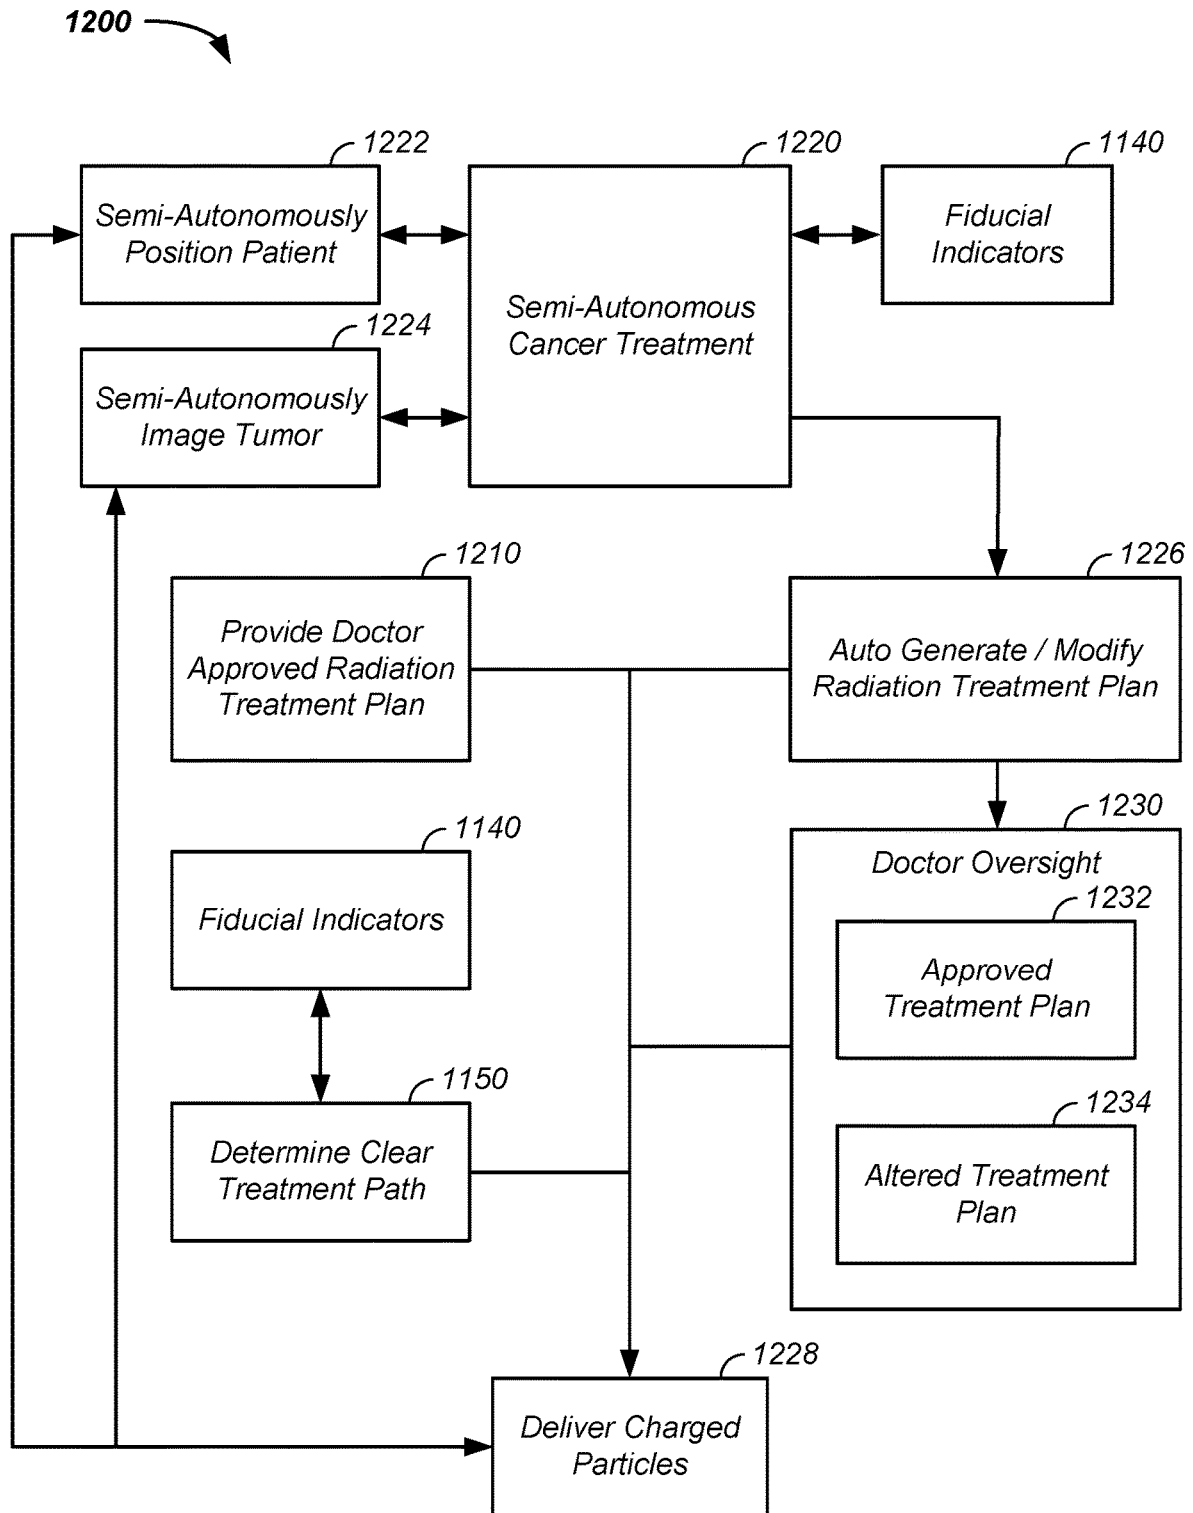 1200
1222
Semi-Autonomously
Position Patient
1220
Semi-Autonomous
Cancer Treatment
1140
Fiducial
Indicators
1224
Semi-Autonomously
Image Tumor
1210
Provide Doctor
Approved Radiation
Treatment Plan
1226
Auto Generate / Modify
Radiation Treatment Plan
1140
Fiducial Indicators
1230
Doctor Oversight
1232
Approved
Treatment Plan
1150
Determine Clear
Treatment Path
1234
Altered Treatment
Plan
1228
Deliver Charged
Particles